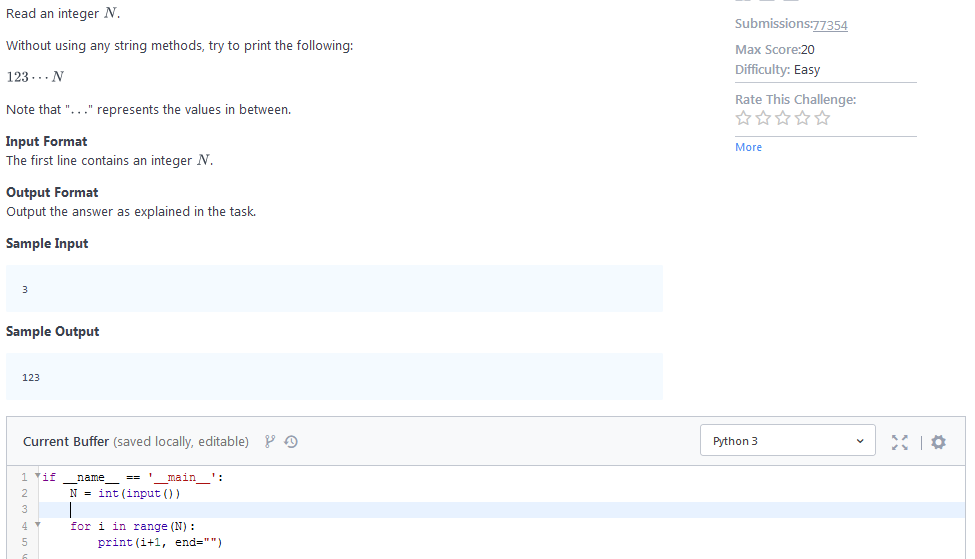 Read an integer N.
Without using any string methods, try to print the following:
123 ··· N
Note that "..." represents the values in between.
Input Format
The first line contains an integer N.
Output Format
Output the answer as explained in the task.
Sample Input
3
Sample Output
123
Submissions:77354
Max Score:20
Difficulty: Easy
Rate This Challenge:
More
Current Buffer (saved locally, editable)
Python 3
1 if __name__ == '__main__':
2 N = int(input())
3
4 for i in range(N):
5 print(i+1, end="")
6